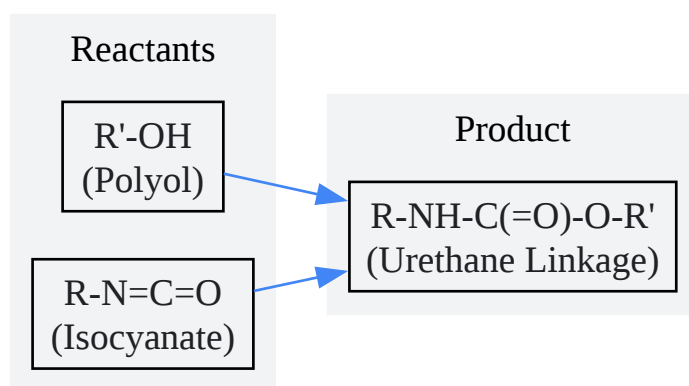 Reactants
R'-OH
(Polyol)
R-N=C=O
(Isocyanate)
Product
R-NH-C(=O)-O-R'
(Urethane Linkage)